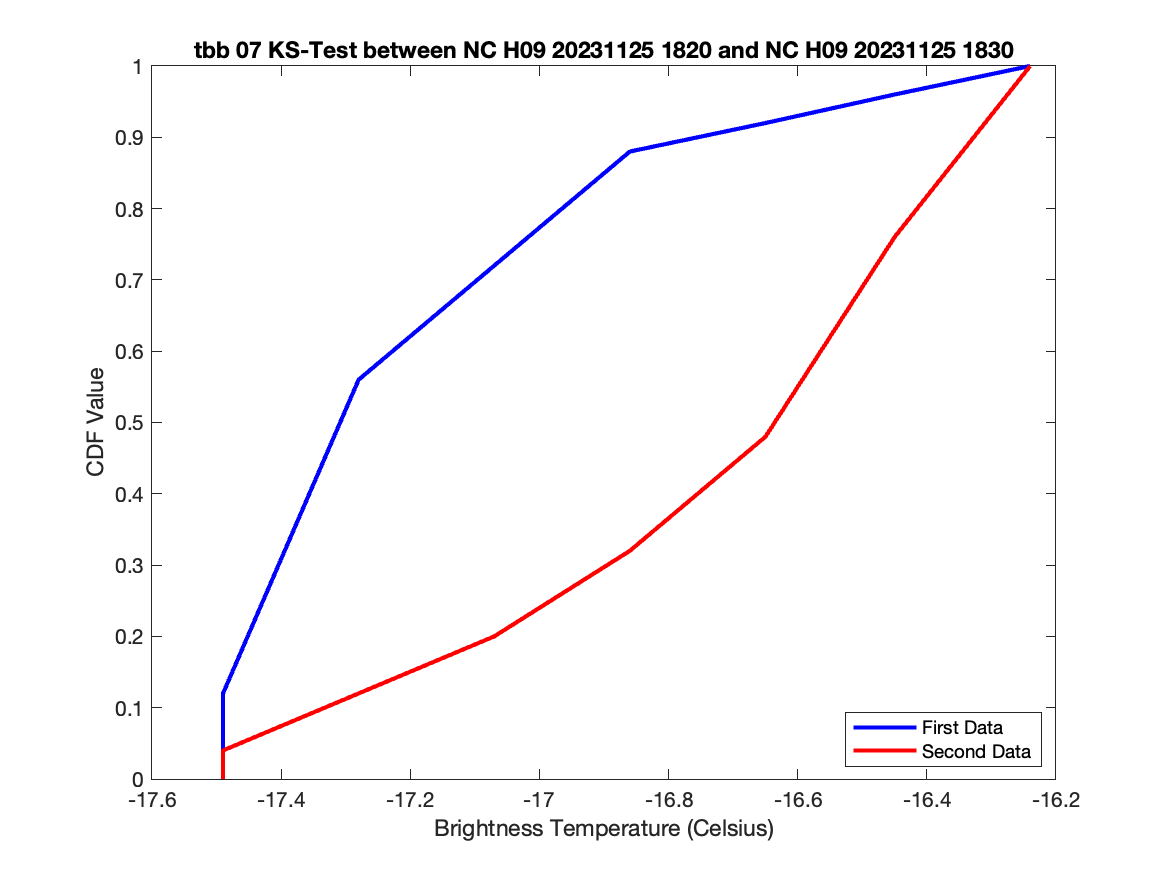 tbb 07 KS-Test between NC H09 20231125 1820 and NC H09 20231125 1830
1
0.9
0.8
0.7
0.6
0.5
0.4
0.3
0.2
0.1
0
CDF Value
First Data
Second Data
-17.6 -17.4 -17.2 -17 -16.8 -16.6 -16.4 -16.2
Brightness Temperature (Celsius)